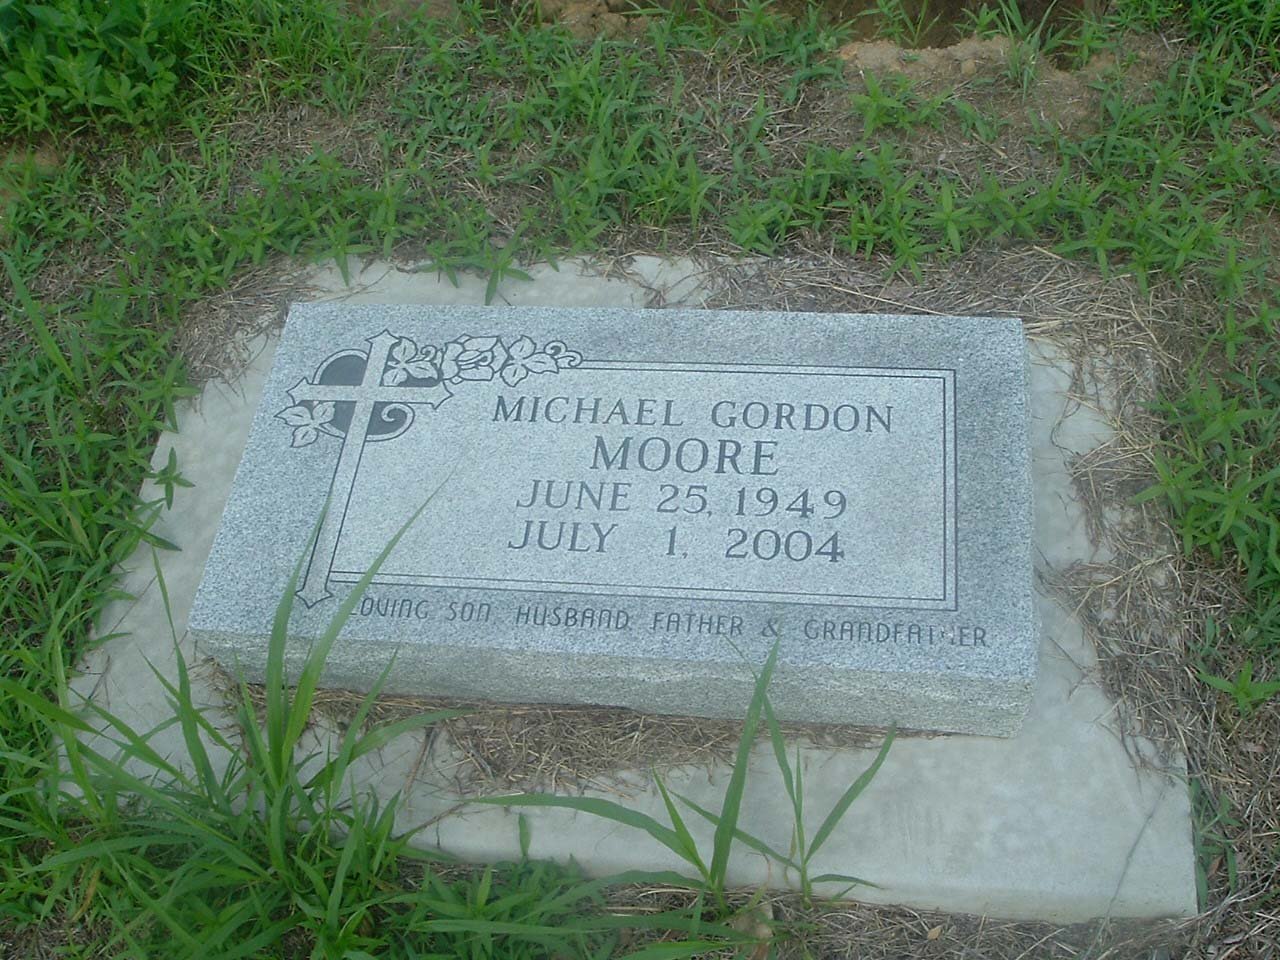 MICHAEL GORDON
MOORE
JUNE 25, 1949
JULY 1, 2004
LOVING SON, HUSBAND, FATHER & GRANDFATHER